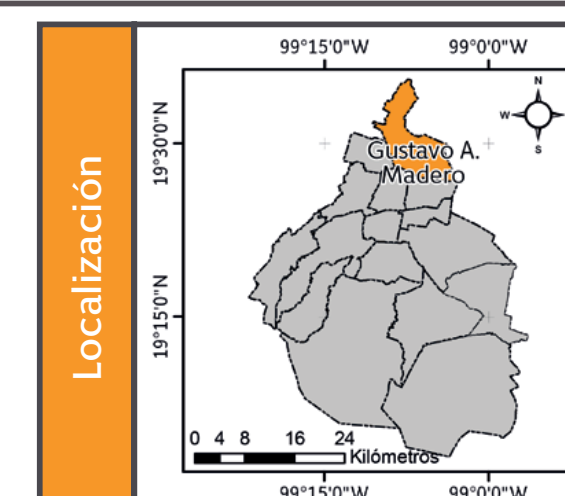 Localización
99°15'0"W 99°0'0"W
N
W E
S
19°30'0"N
Gustavo A.
Madero
19°15'0"N
0 4 8 16 24
Kilómetros
99°15'0"W 99°0'0"W